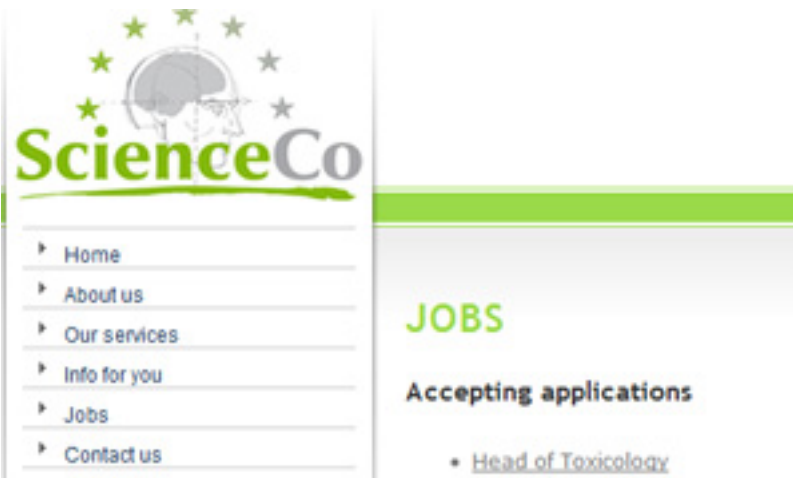 ScienceCo
Home
About us
Our services
Info for you
Jobs
Contact us
JOBS
Accepting applications
Head of Toxicology